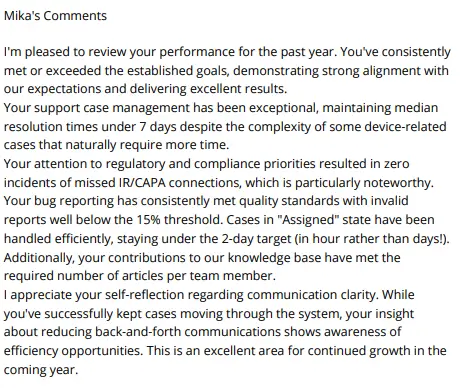 Mika's Comments
I'm pleased to review your performance for the past year. You've consistently
met or exceeded the established goals, demonstrating strong alignment with
our expectations and delivering excellent results.
Your support case management has been exceptional, maintaining median
resolution times under 7 days despite the complexity of some device-related
cases that naturally require more time.
Your attention to regulatory and compliance priorities resulted in zero
incidents of missed IR/CAPA connections, which is particularly noteworthy.
Your bug reporting has consistently met quality standards with invalid
reports well below the 15% threshold. Cases in "Assigned" state have been
handled efficiently, staying under the 2-day target (in hour rather than days!).
Additionally, your contributions to our knowledge base have met the
required number of articles per team member.
I appreciate your self-reflection regarding communication clarity. While
you've successfully kept cases moving through the system, your insight
about reducing back-and-forth communications shows awareness of
efficiency opportunities. This is an excellent area for continued growth in the
coming year.